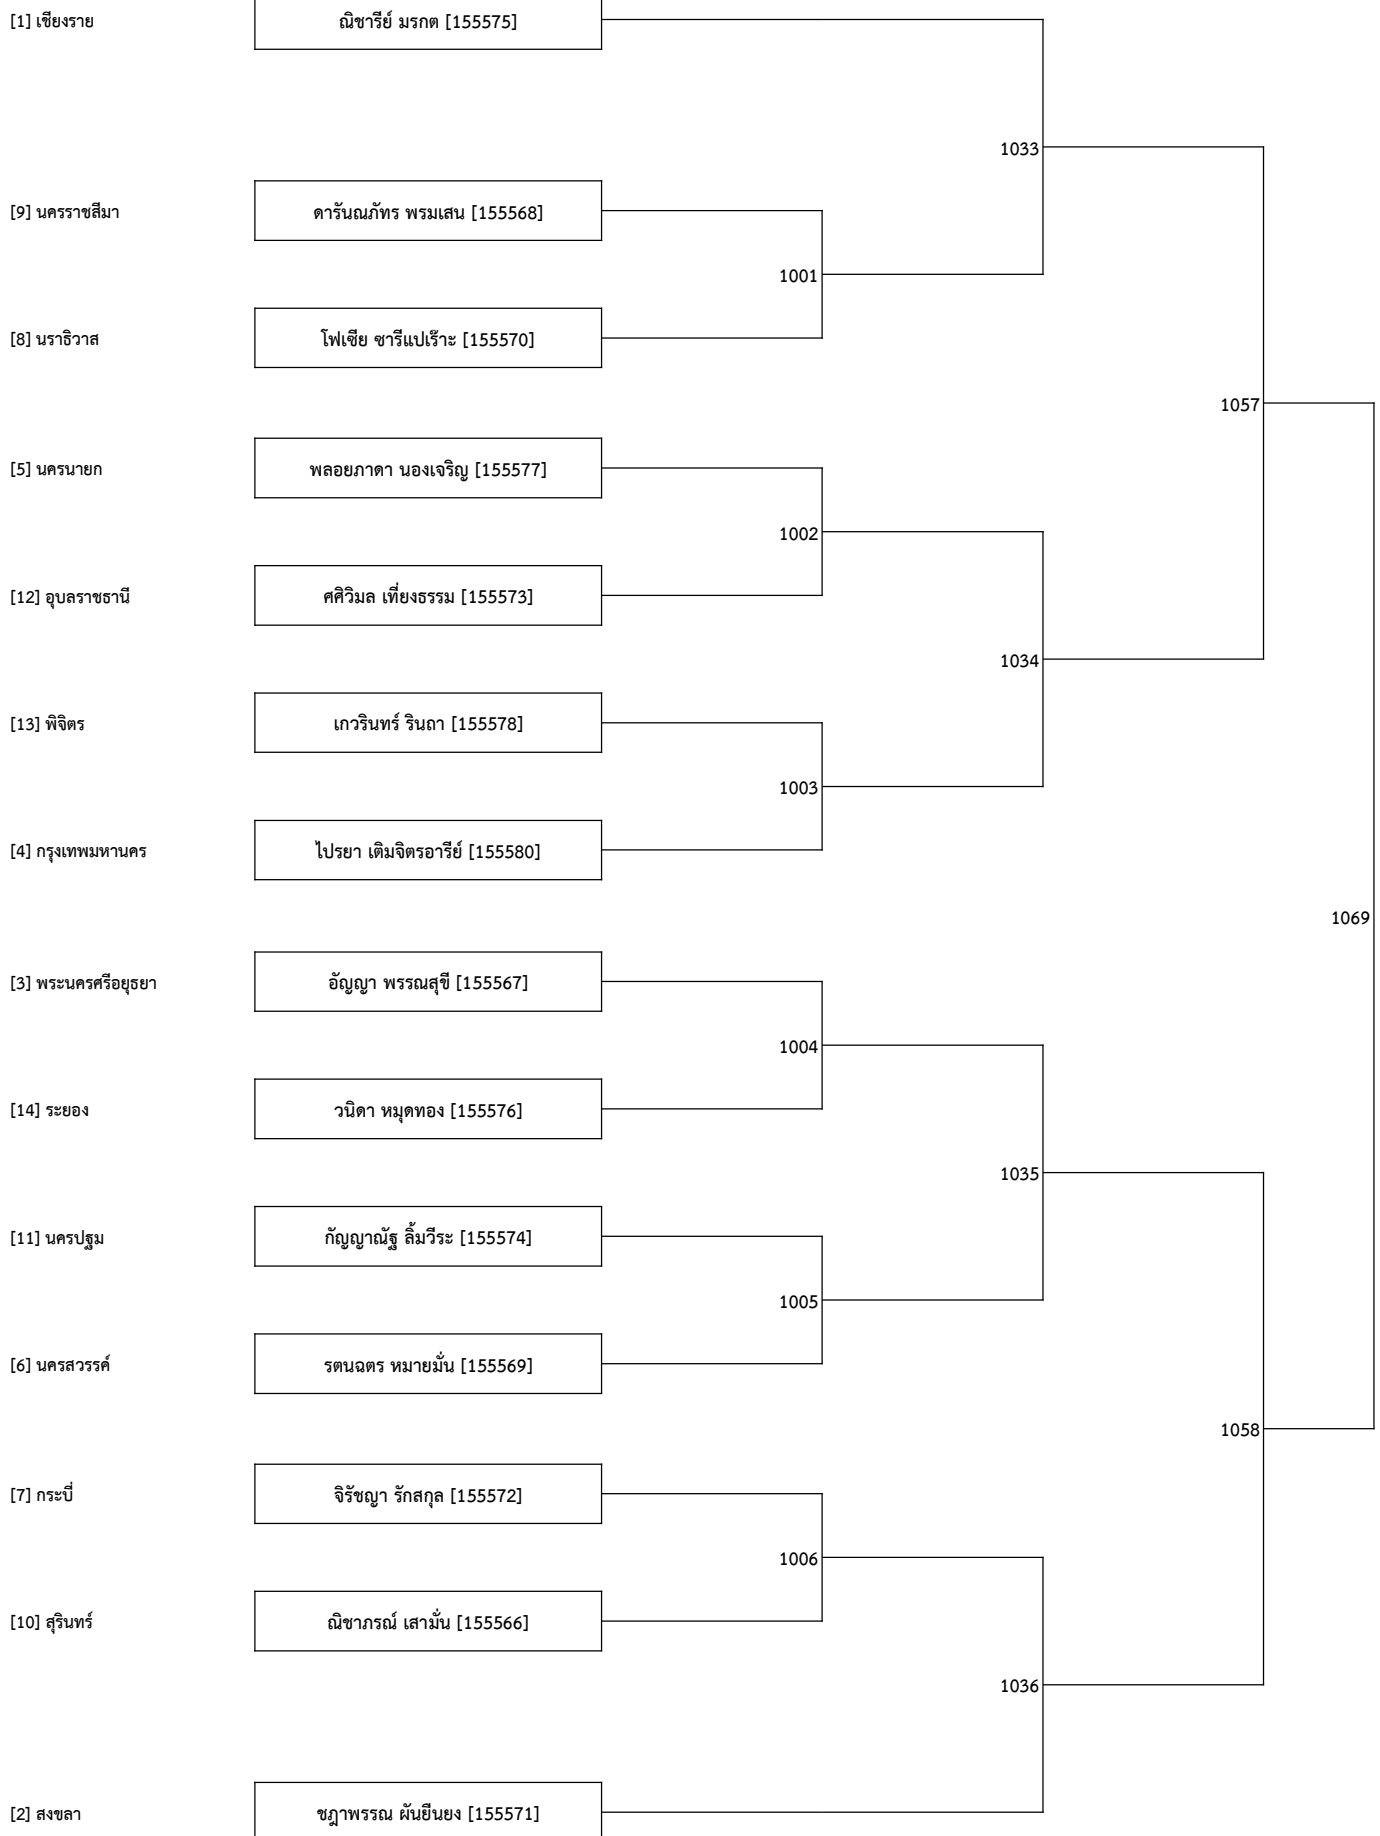 [1] เชียงราย ณิชารีย์ มรกต [155575]
1033
[9] นครราชสีมา ดารันณภัทร พรมเสน [155568]
1001
[8] นราธิวาส โฟเซีย ซารีแปเร๊าะ [155570]
1057
[5] นครนายก พลอยภาดา นองเจริญ [155577]
1002
[12] อุบลราชธานี ศศิวิมล เที่ยงธรรม [155573]
1034
[13] พิจิตร เกวรินทร์ รินถา [155578]
1003
[4] กรุงเทพมหานคร ไปรยา เติมจิตรอารีย์ [155580]
1069
[3] พระนครศรีอยุธยา อัญญา พรรณสุขี [155567]
1004
[14] ระยอง วนิดา หมุดทอง [155576]
1035
[11] นครปฐม กัญญาณัฐ ลิ้มวีระ [155574]
1005
[6] นครสวรรค์ รตนฉตร หมายมั่น [155569]
1058
[7] กระบี่ จิรัชญา รักสกุล [155572]
1006
[10] สุรินทร์ ณิชาภรณ์ เสามั่น [155566]
1036
[2] สงขลา ชฎาพรรณ ผันยืนยง [155571]